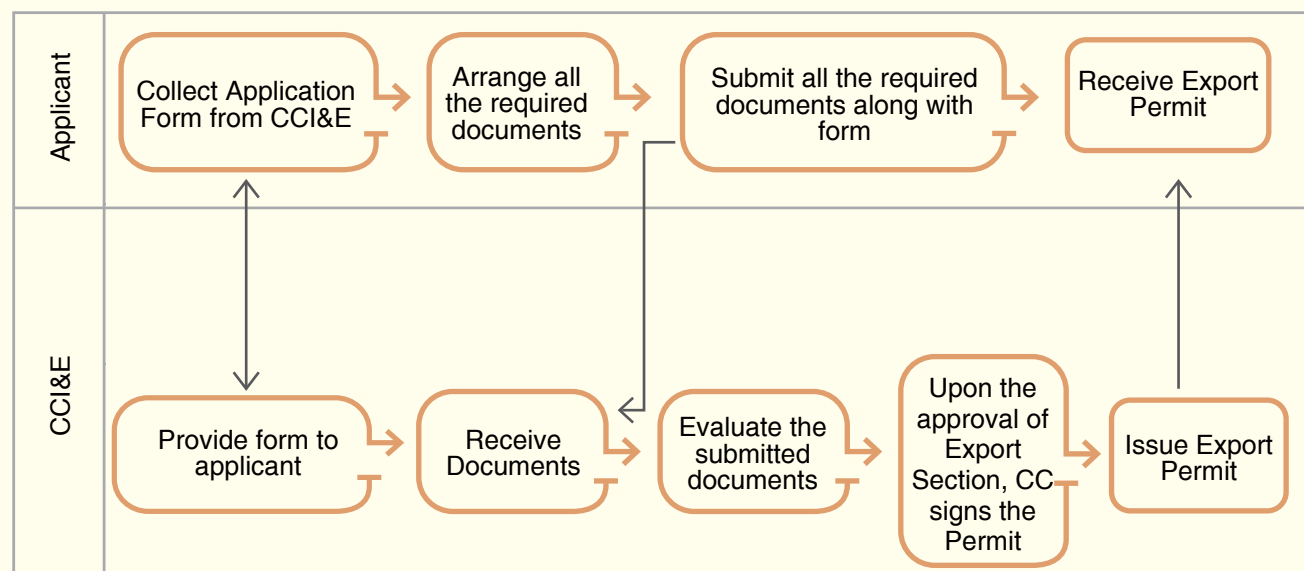 Applicant
Collect Application
Form from CCI&E
Arrange all
the required
documents
Submit all the required
documents along with
form
Receive Export
Permit
CCI&E
Provide form to
applicant
Receive
Documents
Evaluate the
submitted
documents
Upon the
approval of
Export
Section, CC
signs the
Permit
Issue Export
Permit